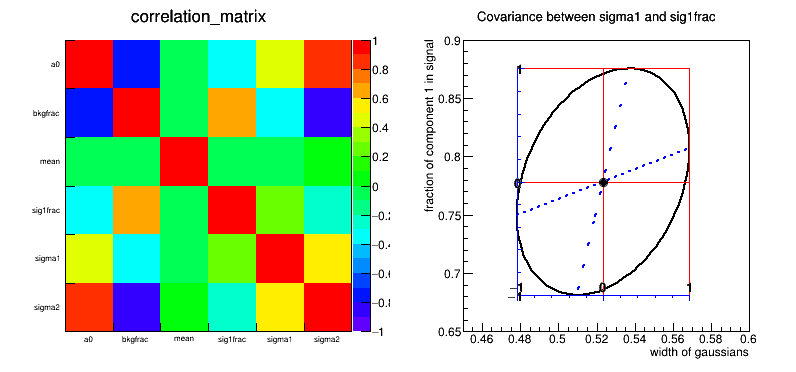 correlation_matrix
a0
bkgfrac
mean
sig1frac
sigma1
sigma2
a0 bkgfrac mean sig1frac sigma1 sigma2
1
0.8
0.6
0.4
0.2
0
−0.2
−0.4
−0.6
−0.8
−1
Covariance between sigma1 and sig1frac
fraction of component 1 in signal
0.9
0.85
0.8
0.75
0.7
0.65
1
0
−1
−1 0 1
0.46 0.48 0.5 0.52 0.54 0.56 0.58 0.6
width of gaussians